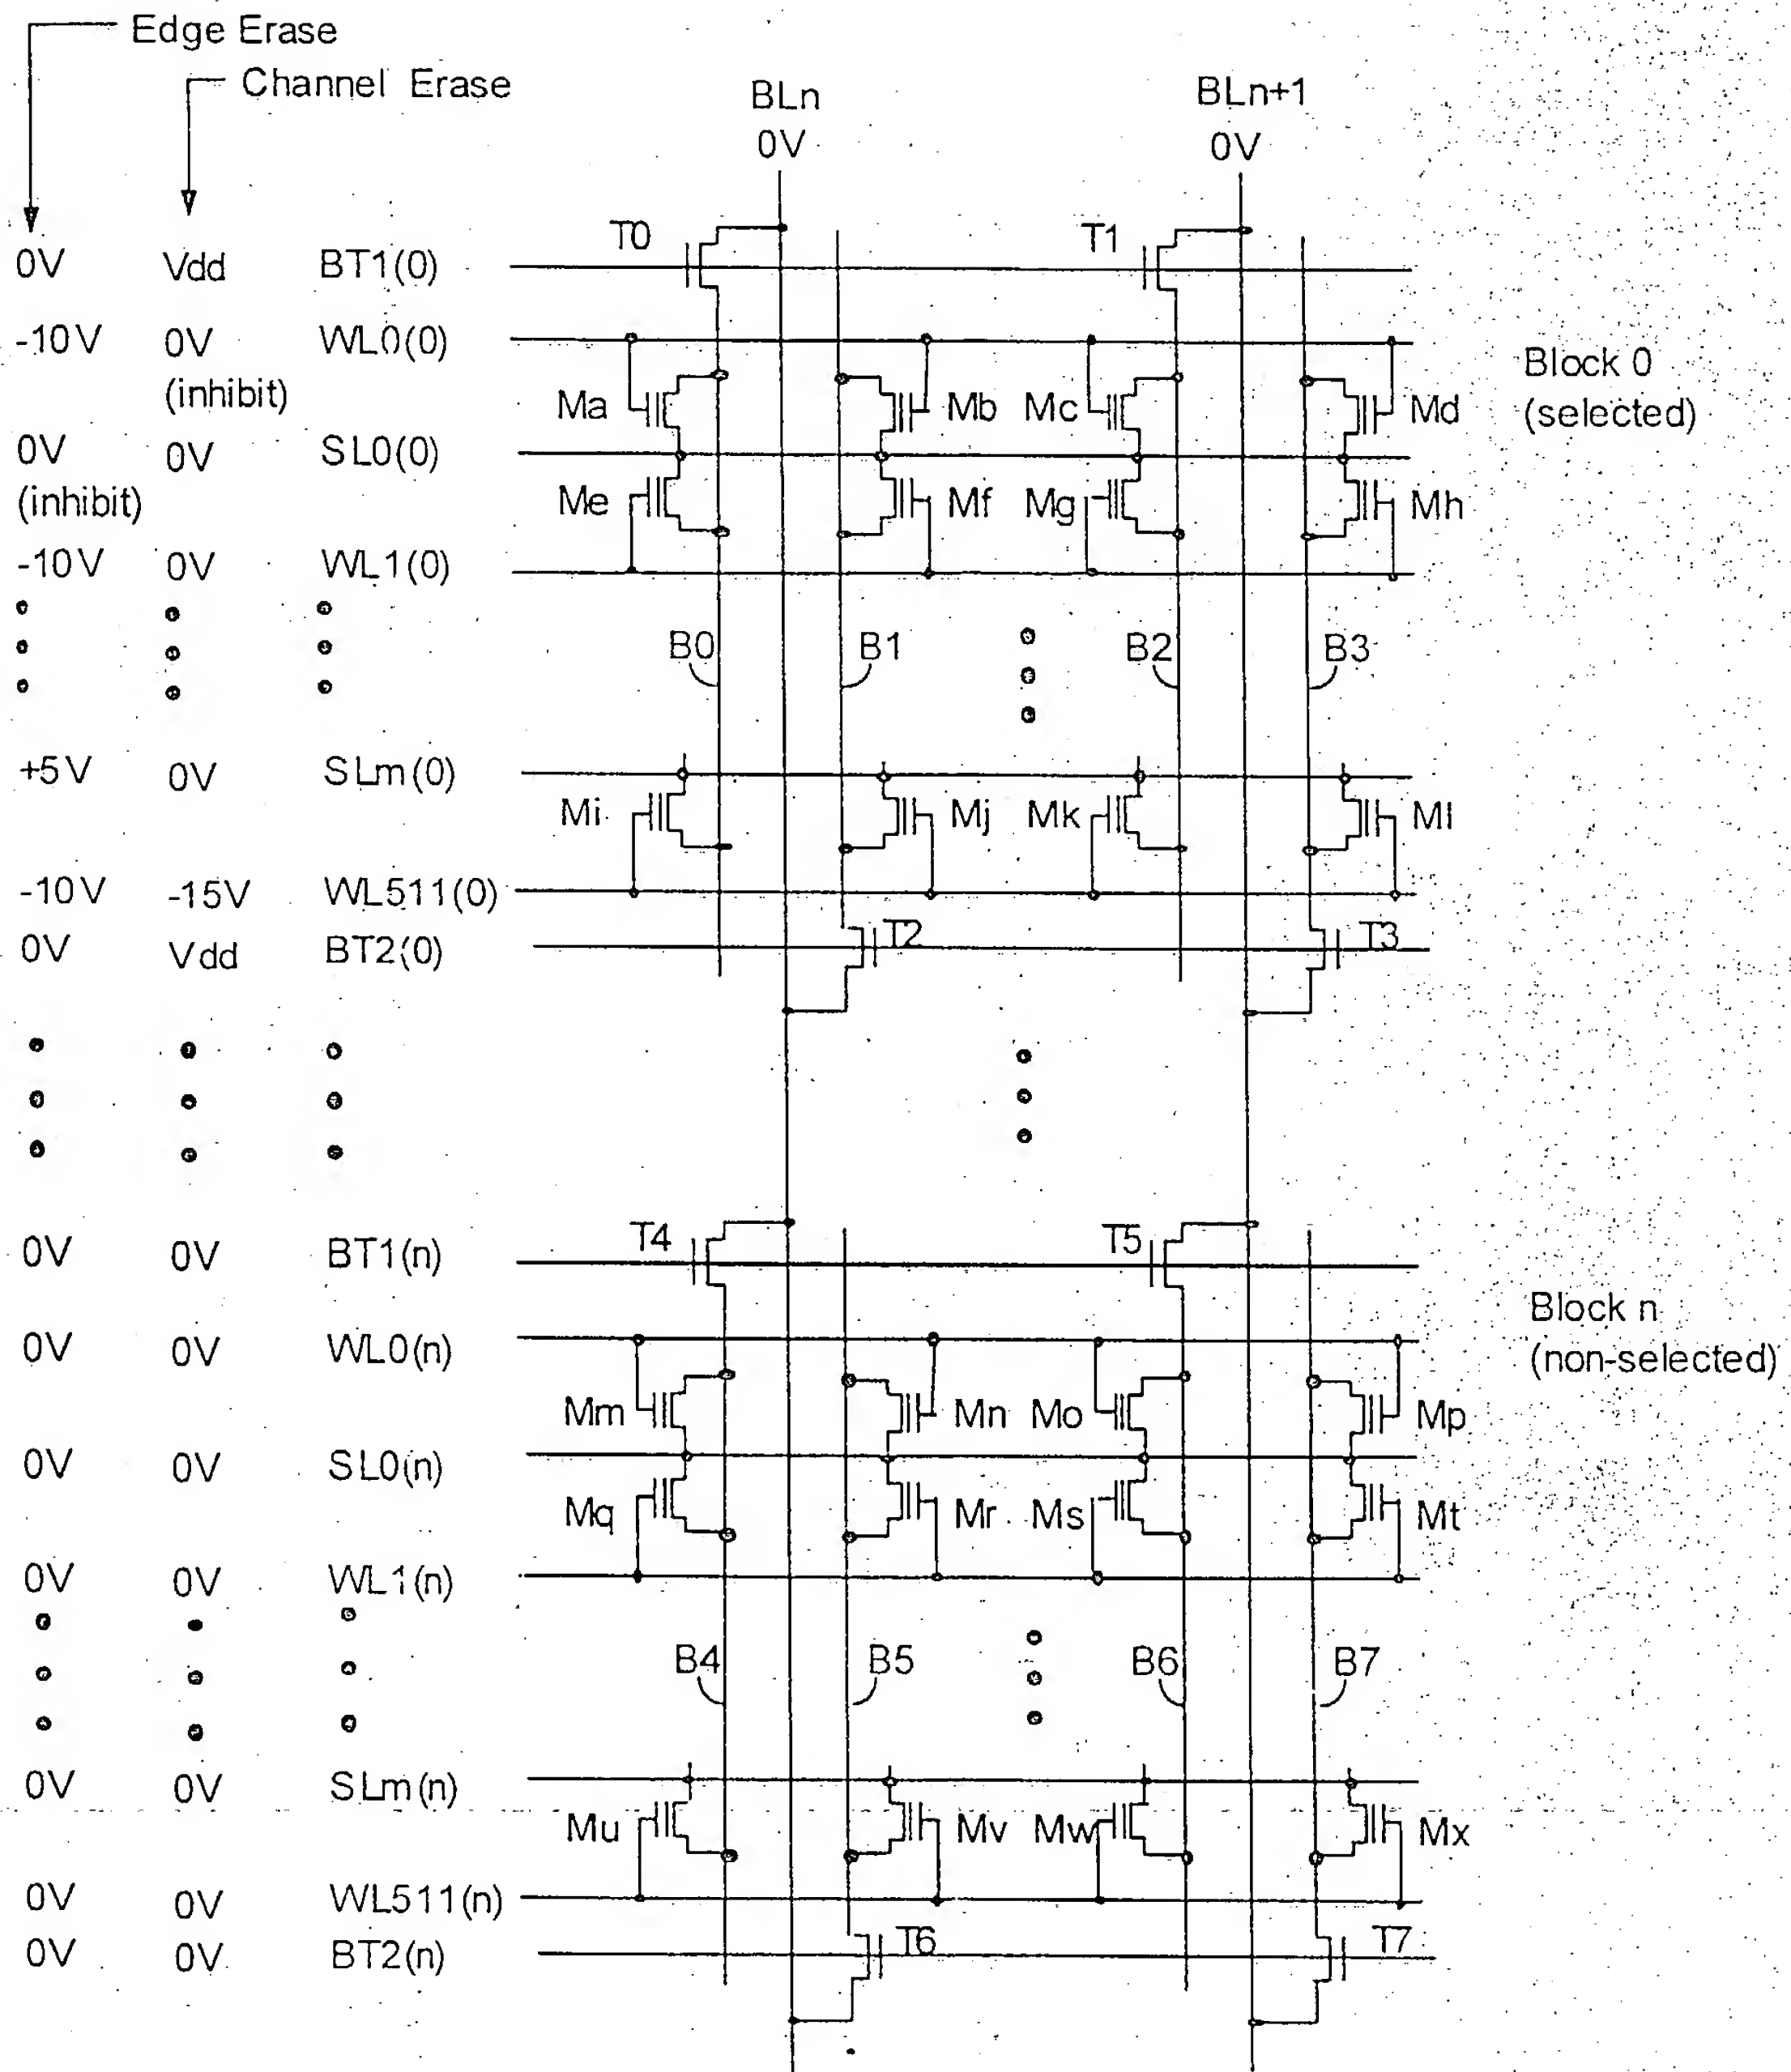 Edge Erase
Channel Erase
BLn
0V
BLn+1
0V
T0
T1
0V Vdd BT1(0)
-10V 0V WL0(0)
(inhibit)
Block 0
(selected)
Ma Mb Mc Md
0V 0V SL0(0)
(inhibit)
Me Mf Mg Mh
-10V 0V WL1(0)
B0 B1 B2 B3
+5V 0V SLm(0)
Mi Mj Mk Ml
-10V -15V WL511(0)
0V Vdd BT2(0)
T2 T3
T4 T5
0V 0V BT1(n)
Block n
(non-selected)
0V 0V WL0(n)
Mm Mn Mo Mp
0V 0V SL0(n)
Mq Mr Ms Mt
0V 0V WL1(n)
B4 B5 B6 B7
0V 0V SLm(n)
Mu Mv Mw Mx
0V 0V WL511(n)
0V 0V BT2(n)
T6 T7